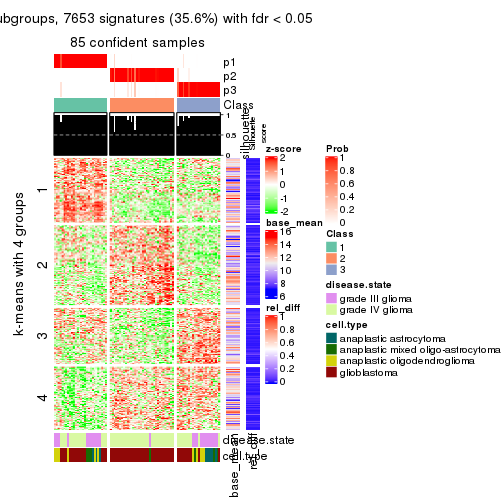 ubgroups, 7653 signatures (35.6%) with fdr < 0.05
85 confident samples
p1
p2
p3
Class
1
0.5
0
silhouette
silhouette
score
k-means with 4 groups
1
2
3
4
disease.state
cell.type
base_mean
rel_diff
z-score
2
1
0
-1
-2
base_mean
16
14
12
10
8
6
rel_diff
1
0.8
0.6
0.4
0.2
0
Prob
1
0.8
0.6
0.4
0.2
0
Class
1
2
3
disease.state
grade III glioma
grade IV glioma
cell.type
anaplastic astrocytoma
anaplastic mixed oligo-astrocytoma
anaplastic oligodendroglioma
glioblastoma